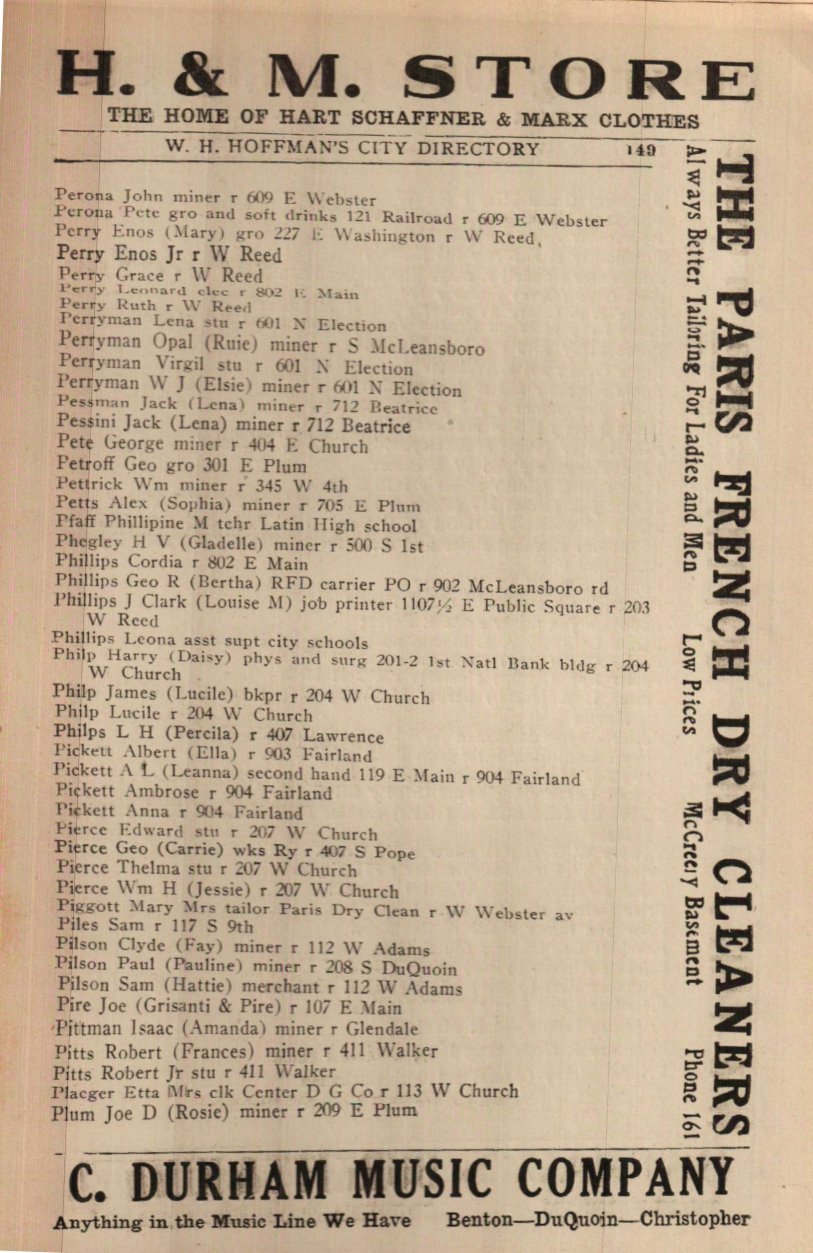 H. & M. STORE
THE HOME OF HART SCHAFFNER & MARX CLOTHES
W. H. HOFFMAN'S CITY DIRECTORY 149
Perona John miner r 609 E Webster
Perona Pete gro and soft drinks 121 Railroad r 609 E Webster
Perry Enos (Mary) gro 227 E Washington r W Reed
Perry Enos Jr r W Reed
Perry Grace r W Reed
Perry Leonard elec r 802 E Main
Perry Ruth r W Reed
Perryman Lena stu r 601 N Election
Perryman Opal (Ruie) miner r S McLeansboro
Perryman Virgil stu r 601 N Election
Perryman W J (Elsie) miner r 601 N Election
Pessman Jack (Lena) miner r 712 Beatrice
Pessini Jack (Lena) miner r 712 Beatrice
Pete George miner r 404 E Church
Petroff Geo gro 301 E Plum
Pettrick Wm miner r 345 W 4th
Petts Alex (Sophia) miner r 705 E Plum
Pfaff Phillipine M tchr Latin High school
Phegley H V (Gladelle) miner r 500 S 1st
Phillips Cordia r 802 E Main
Phillips Geo R (Bertha) RFD carrier PO r 902 McLeansboro rd
Phillips J Clark (Louise M) job printer 1107½ E Public Square r 203
W Reed
Phillips Leona asst supt city schools
Philp Harry (Daisy) phys and surg 201-2 1st Natl Bank bldg r 204
W Church
Philp James (Lucile) bkpr r 204 W Church
Philp Lucile r 204 W Church
Philps L H (Percila) r 407 Lawrence
Pickett Albert (Ella) r 903 Fairland
Pickett A L (Leanna) second hand 119 E Main r 904 Fairland
Pickett Ambrose r 904 Fairland
Pickett Anna r 904 Fairland
Pierce Edward stu r 207 W Church
Pierce Geo (Carrie) wks Ry r 407 S Pope
Pierce Thelma stu r 207 W Church
Pierce Wm H (Jessie) r 207 W Church
Piggott Mary Mrs tailor Paris Dry Clean r W Webster av
Piles Sam r 117 S 9th
Pilson Clyde (Fay) miner r 112 W Adams
Pilson Paul (Pauline) miner r 208 S DuQuoin
Pilson Sam (Hattie) merchant r 112 W Adams
Pire Joe (Grisanti & Pire) r 107 E Main
Pittman Isaac (Amanda) miner r Glendale
Pitts Robert (Frances) miner r 411 Walker
Pitts Robert Jr stu r 411 Walker
Plaeger Etta Mrs clk Center D G Co r 113 W Church
Plum Joe D (Rosie) miner r 209 E Plum
THE PARIS FRENCH DRY CLEANERS
Always Better Tailoring For Ladies and Men Low Prices McCreery Basement Phone 161
C. DURHAM MUSIC COMPANY
Anything in the Music Line We Have Benton—DuQuoin—Christopher